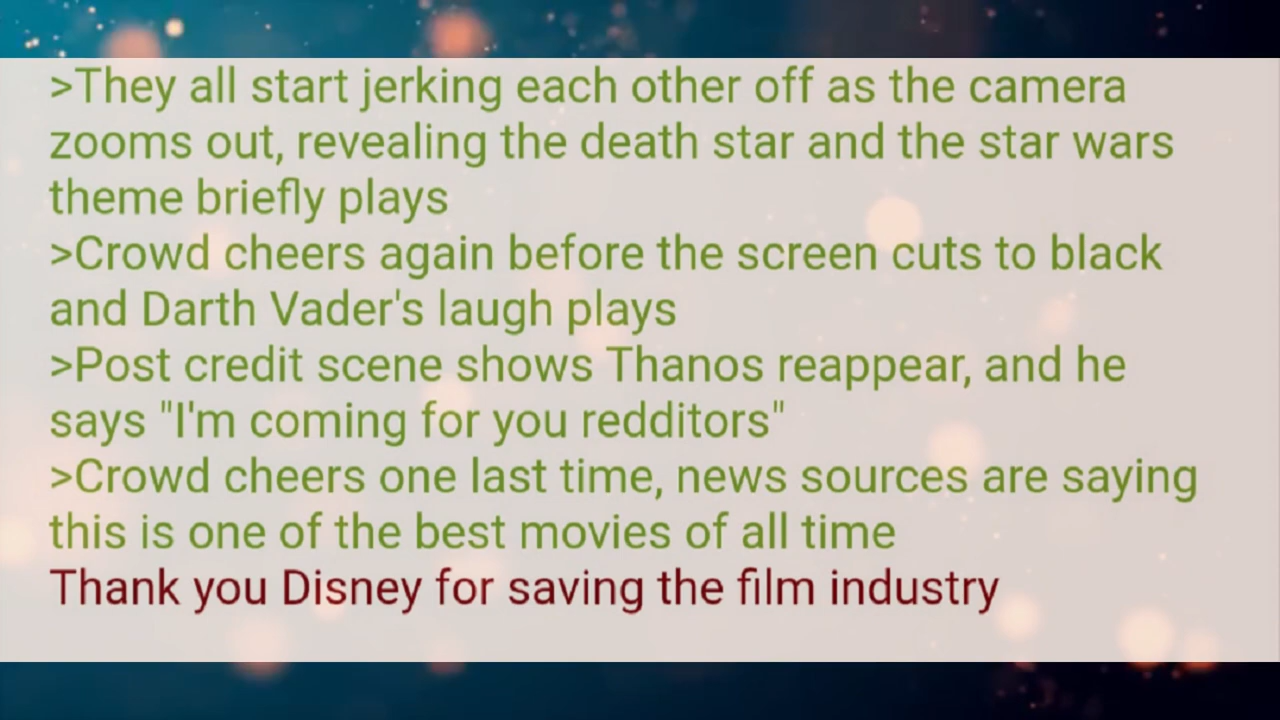 >They all start jerking each other off as the camera
zooms out, revealing the death star and the star wars
theme briefly plays
>Crowd cheers again before the screen cuts to black
and Darth Vader's laugh plays
>Post credit scene shows Thanos reappear, and he
says "I'm coming for you redditors"
>Crowd cheers one last time, news sources are saying
this is one of the best movies of all time
Thank you Disney for saving the film industry